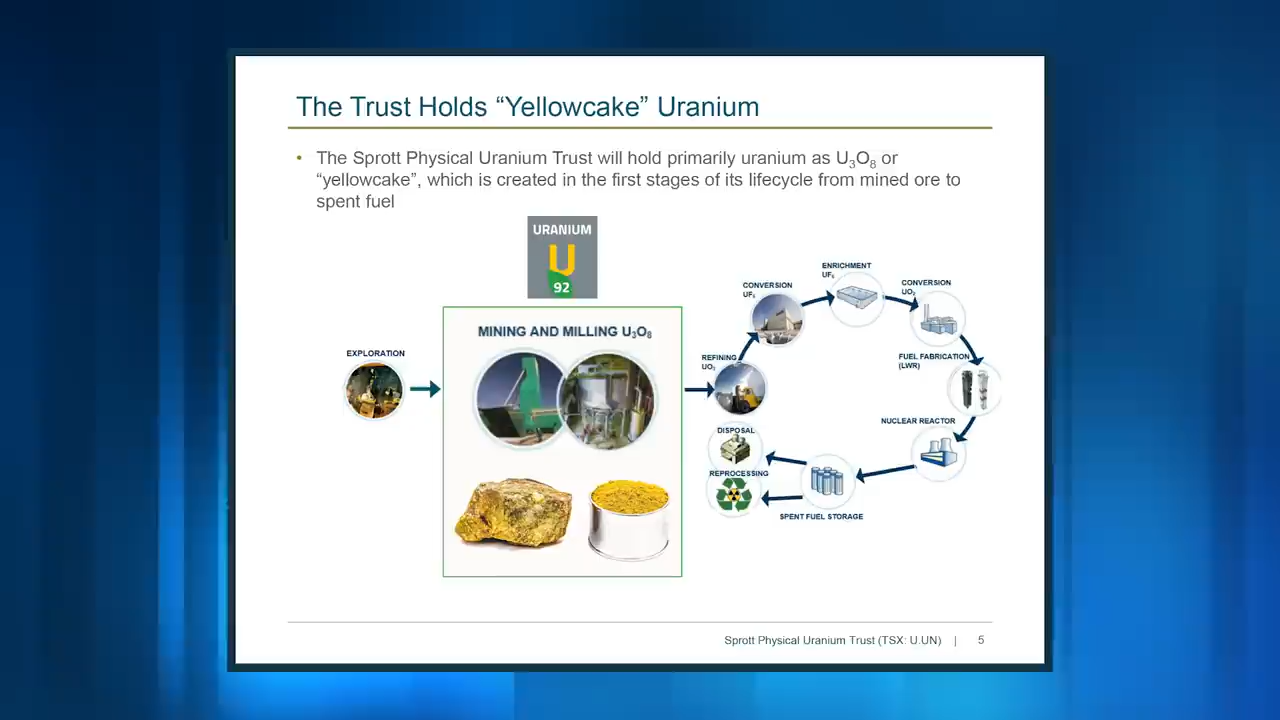 The Trust Holds “Yellowcake” Uranium
• The Sprott Physical Uranium Trust will hold primarily uranium as U₃O₈ or
“yellowcake”, which is created in the first stages of its lifecycle from mined ore to
spent fuel
URANIUM
U
92
MINING AND MILLING U₃O₈
EXPLORATION
REFINING
UO₃
CONVERSION
UF₆
ENRICHMENT
UF₆
CONVERSION
UO₂
FUEL FABRICATION
(LWR)
NUCLEAR REACTOR
SPENT FUEL STORAGE
DISPOSAL
REPROCESSING
Sprott Physical Uranium Trust (TSX: U.UN) | 5